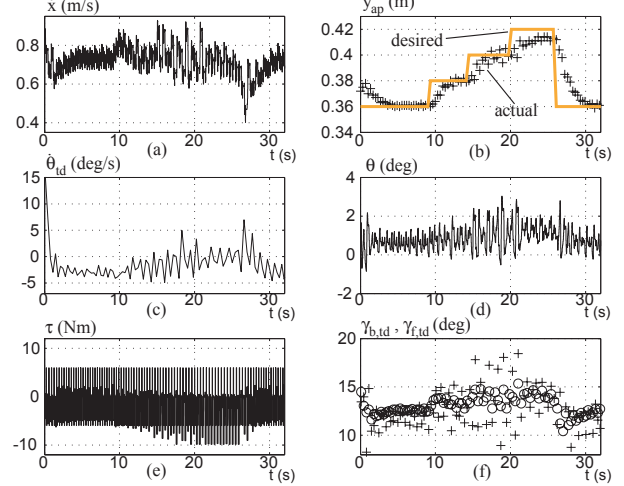 ẋ (m/s)
0.8
0.6
0.4
0 10 20 30
t (s)
(a)
y_ap (m)
0.42
0.4
0.38
0.36
0.34
0 10 20 30
t (s)
desired
actual
(b)
θ̇_td (deg/s)
15
10
5
0
-5
0 10 20 30
t (s)
(c)
θ (deg)
4
2
0
-2
0 10 20 30
t (s)
(d)
τ (Nm)
10
0
-10
0 10 20 30
t (s)
(e)
γ_b,td , γ_f,td (deg)
20
15
10
0 10 20 30
t (s)
(f)